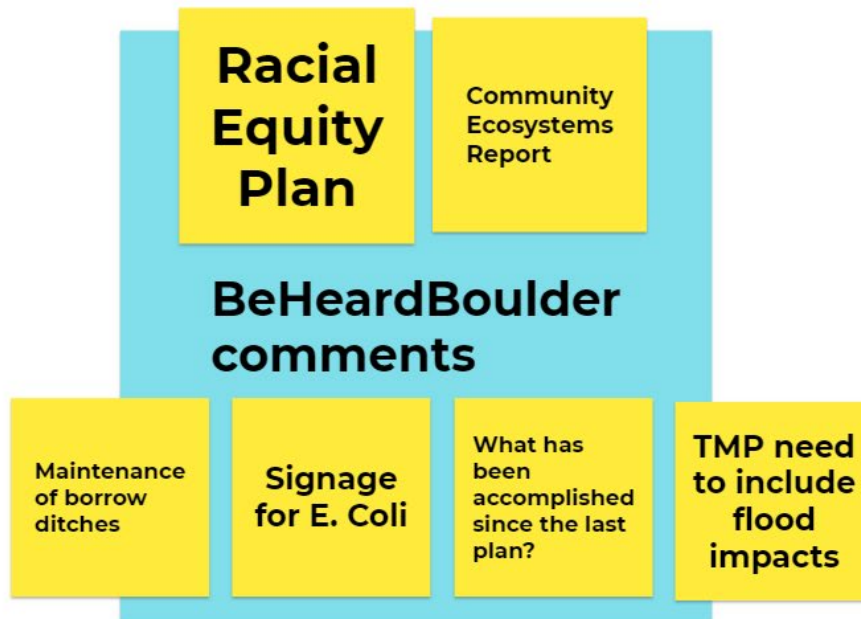 Racial
Equity
Plan
Community
Ecosystems
Report
BeHeardBoulder
comments
Maintenance
of borrow
ditches
Signage
for E. Coli
What has
been
accomplished
since the last
plan?
TMP need
to include
flood
impacts